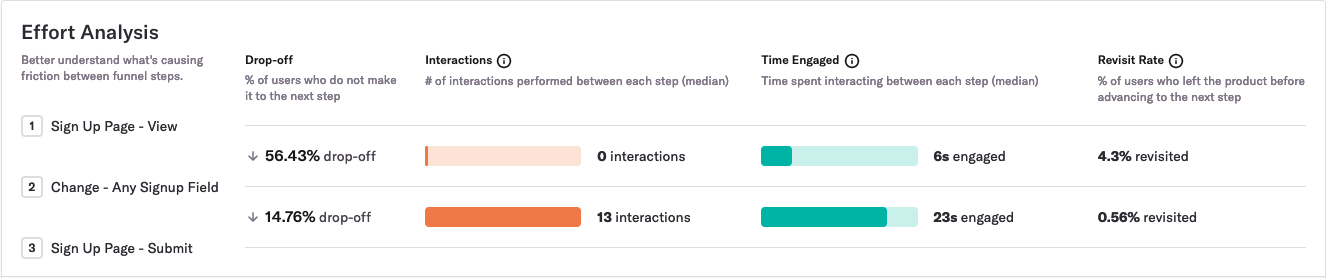 Effort Analysis
Better understand what's causing
friction between funnel steps.
Drop-off
% of users who do not make
it to the next step
Interactions
# of interactions performed between each step (median)
Time Engaged
Time spent interacting between each step (median)
Revisit Rate
% of users who left the product before
advancing to the next step
1 Sign Up Page - View
↓ 56.43% drop-off 0 interactions 6s engaged 4.3% revisited
2 Change - Any Signup Field
↓ 14.76% drop-off 13 interactions 23s engaged 0.56% revisited
3 Sign Up Page - Submit